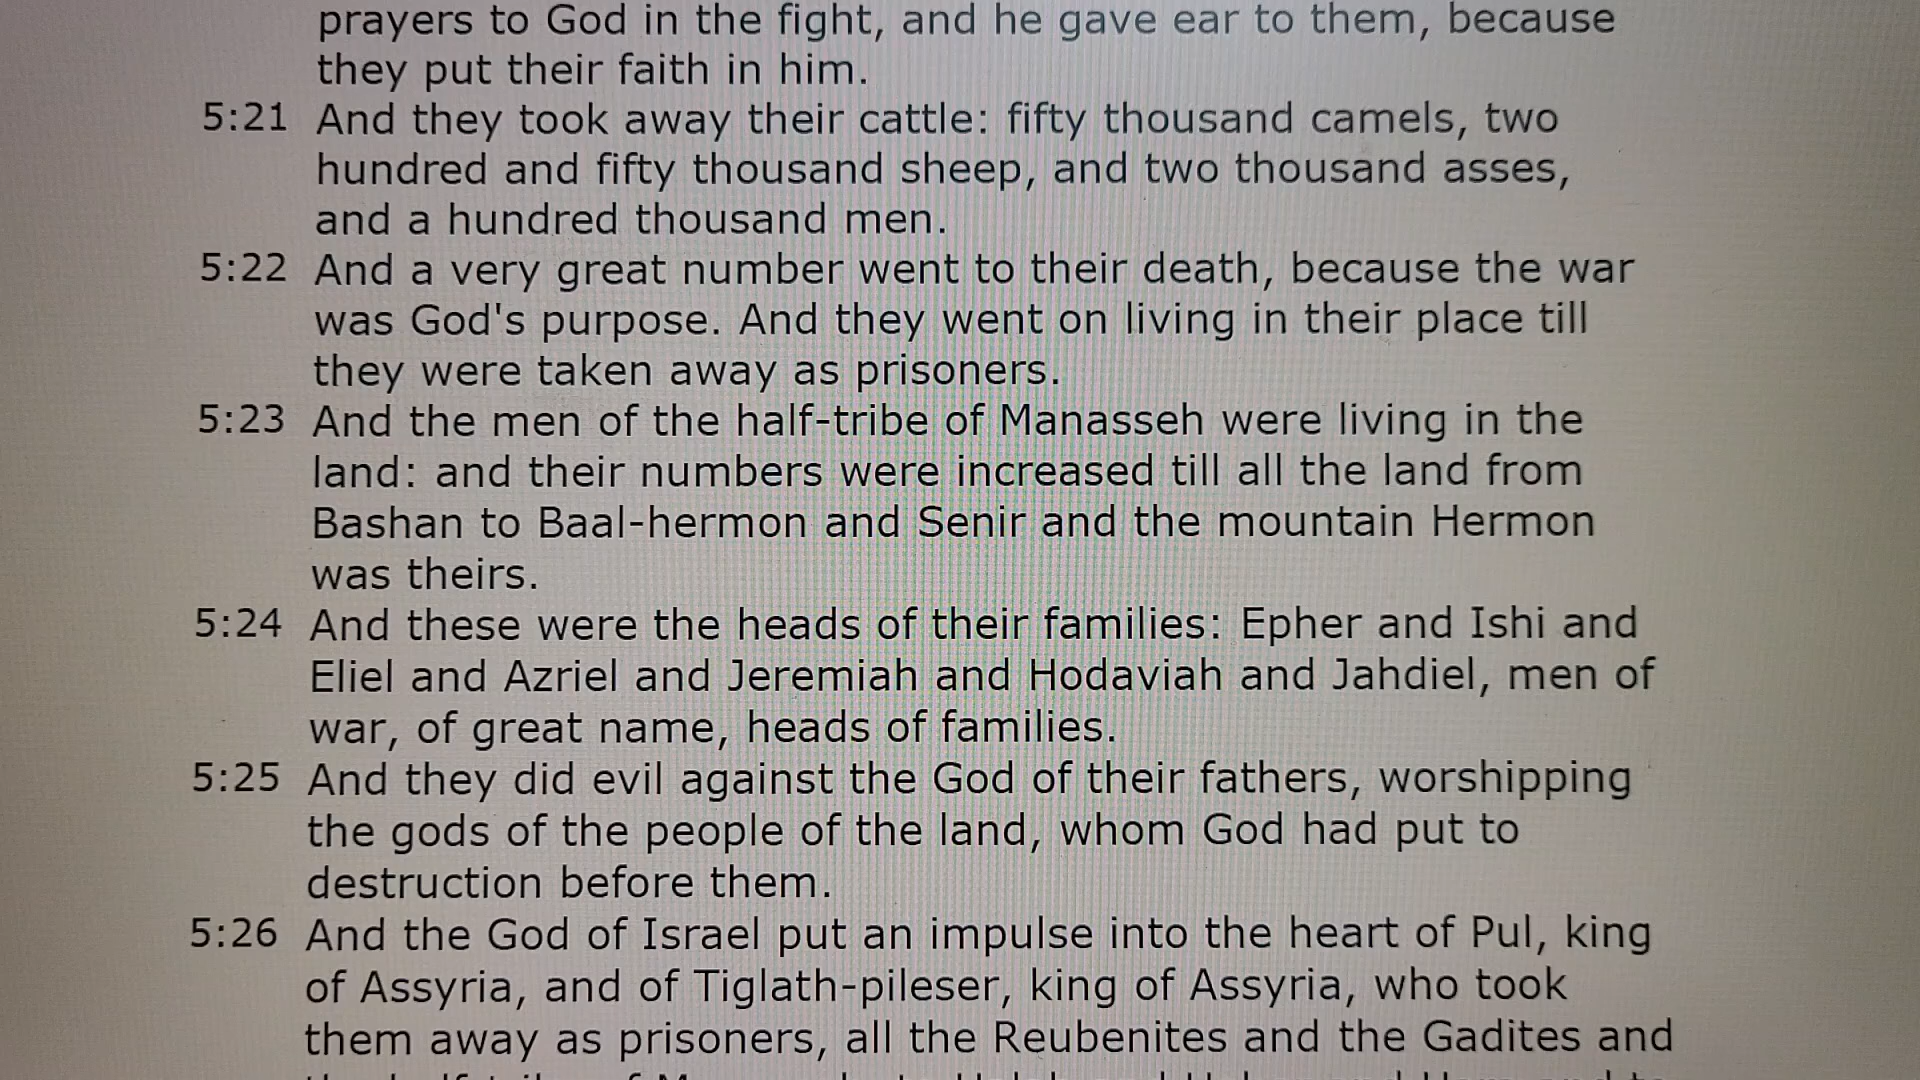 prayers to God in the fight, and he gave ear to them, because
they put their faith in him.
5:21 And they took away their cattle: fifty thousand camels, two
hundred and fifty thousand sheep, and two thousand asses,
and a hundred thousand men.
5:22 And a very great number went to their death, because the war
was God's purpose. And they went on living in their place till
they were taken away as prisoners.
5:23 And the men of the half-tribe of Manasseh were living in the
land: and their numbers were increased till all the land from
Bashan to Baal-hermon and Senir and the mountain Hermon
was theirs.
5:24 And these were the heads of their families: Epher and Ishi and
Eliel and Azriel and Jeremiah and Hodaviah and Jahdiel, men of
war, of great name, heads of families.
5:25 And they did evil against the God of their fathers, worshipping
the gods of the people of the land, whom God had put to
destruction before them.
5:26 And the God of Israel put an impulse into the heart of Pul, king
of Assyria, and of Tiglath-pileser, king of Assyria, who took
them away as prisoners, all the Reubenites and the Gadites and